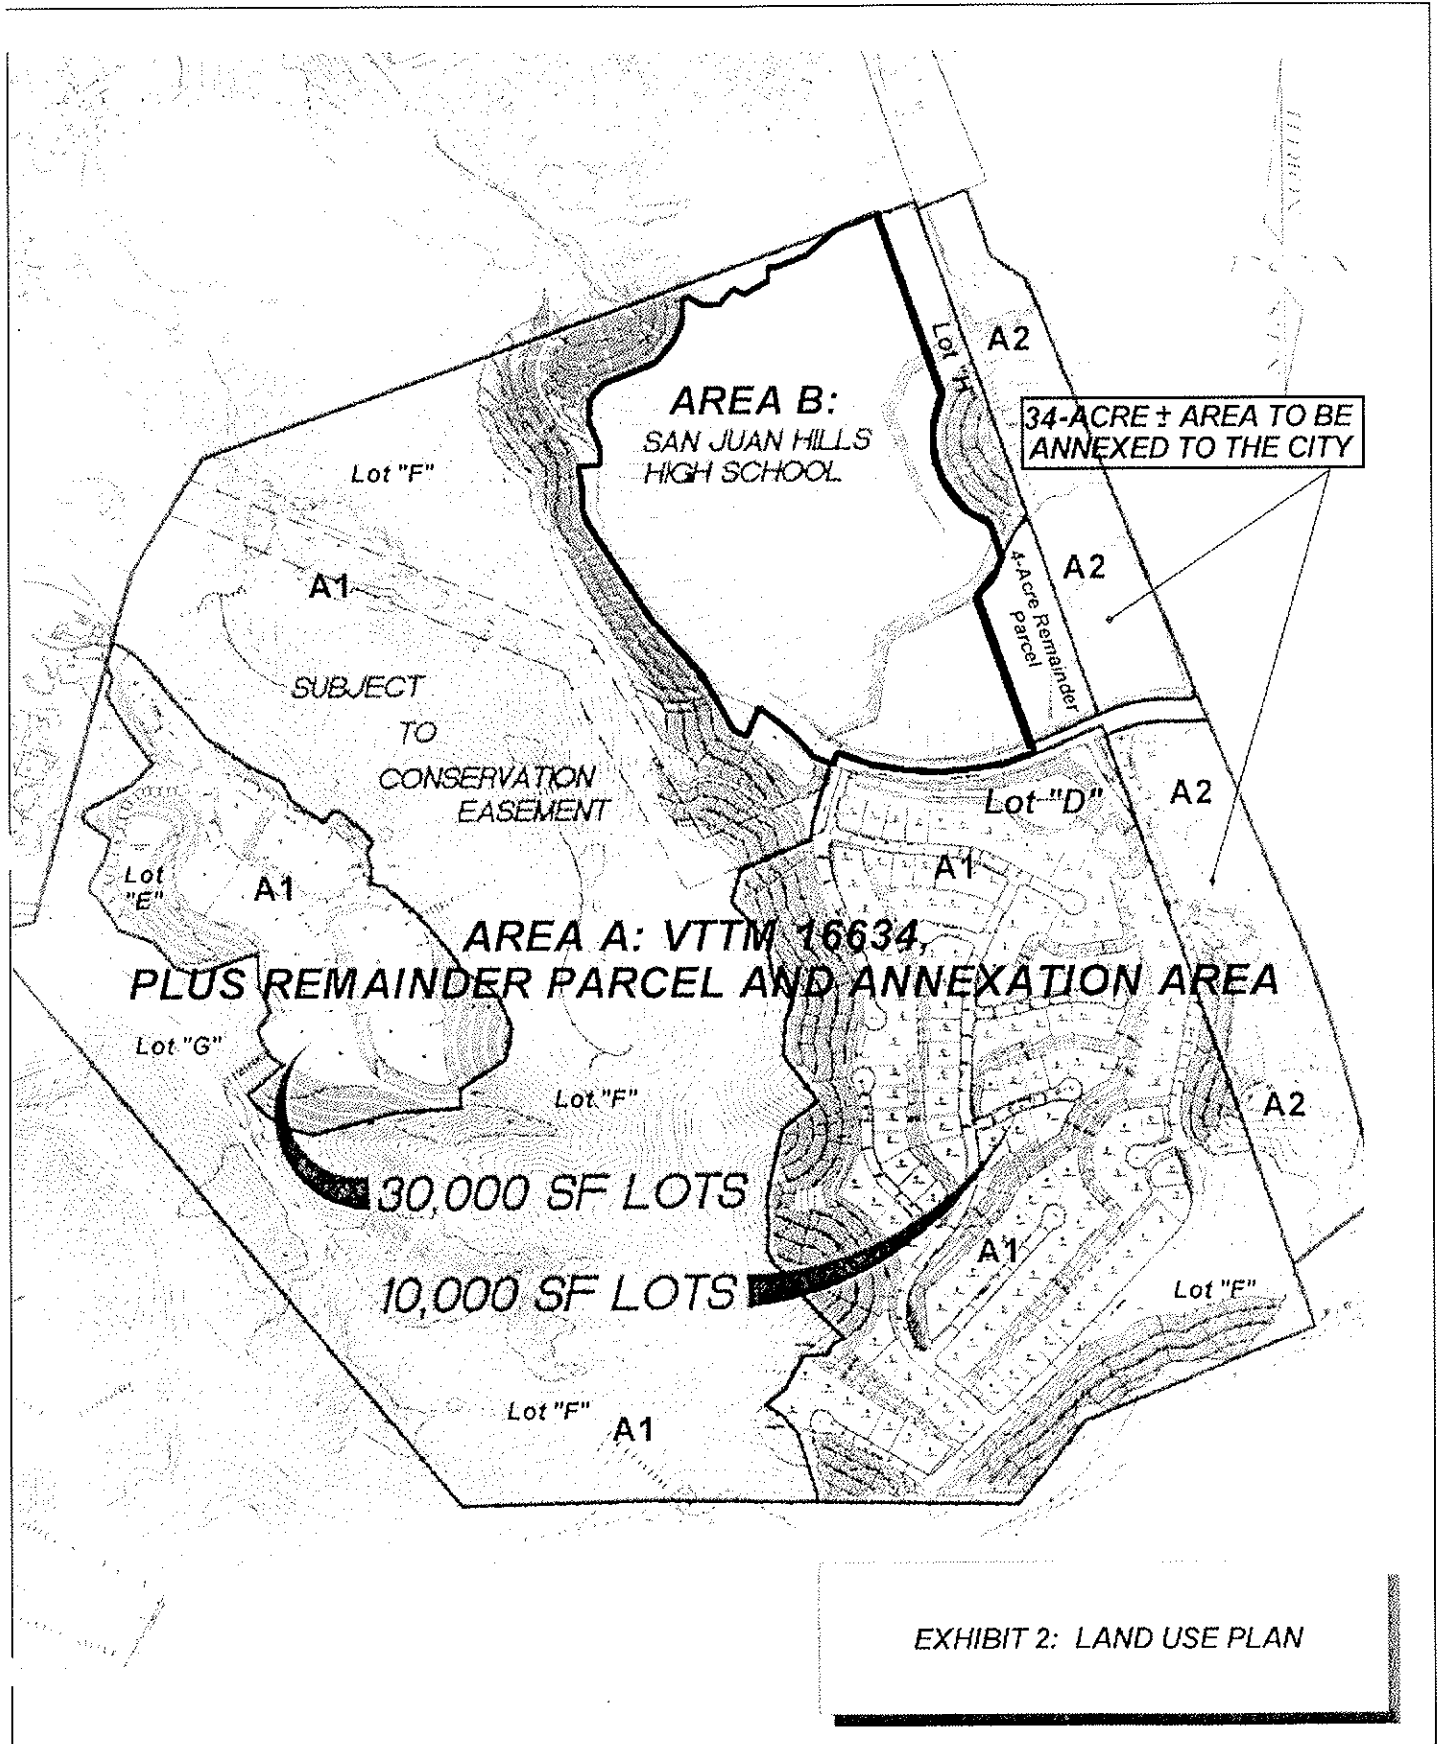 NORTH
A2
Lot "H"
AREA B:
SAN JUAN HILLS
HIGH SCHOOL
34-ACRE ± AREA TO BE
ANNEXED TO THE CITY
Lot "F"
A1
A2
4-Acre Remainder
Parcel
SUBJECT
TO
CONSERVATION
EASEMENT
Lot "D"
A2
Lot
"E"
A1
A1
AREA A: VTTM 16634,
PLUS REMAINDER PARCEL AND ANNEXATION AREA
Lot "G"
Lot "F"
A2
30,000 SF LOTS
10,000 SF LOTS
A1
Lot "F"
Lot "F"
A1
EXHIBIT 2: LAND USE PLAN